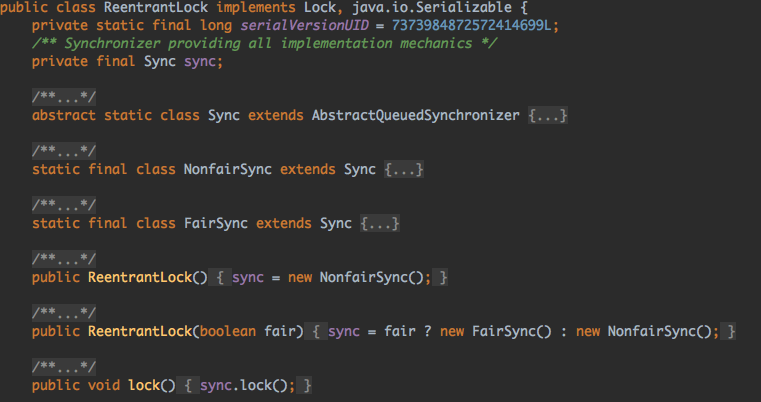 public class ReentrantLock implements Lock, java.io.Serializable {
private static final long serialVersionUID = 7373984872572414699L;
/** Synchronizer providing all implementation mechanics */
private final Sync sync;
/**...*/
abstract static class Sync extends AbstractQueuedSynchronizer {...}
/**...*/
static final class NonfairSync extends Sync {...}
/**...*/
static final class FairSync extends Sync {...}
/**...*/
public ReentrantLock() { sync = new NonfairSync(); }
/**...*/
public ReentrantLock(boolean fair) { sync = fair ? new FairSync() : new NonfairSync(); }
/**...*/
public void lock() { sync.lock(); }